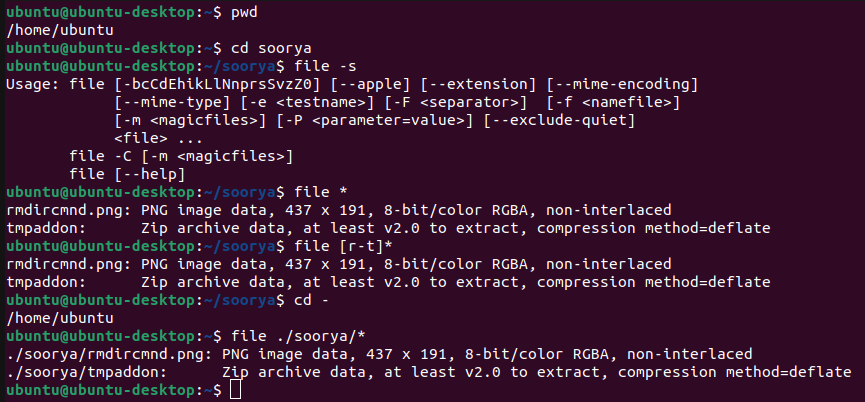 ubuntu@ubuntu-desktop:~$ pwd
/home/ubuntu
ubuntu@ubuntu-desktop:~$ cd soorya
ubuntu@ubuntu-desktop:~/soorya$ file -s
Usage: file [-bcCdEhikLlNnprsSvzZ0] [--apple] [--extension] [--mime-encoding]
            [--mime-type] [-e <testname>] [-F <separator>]  [-f <namefile>]
            [-m <magicfiles>] [-P <parameter=value>] [--exclude-quiet]
            <file> ...
       file -C [-m <magicfiles>]
       file [--help]
ubuntu@ubuntu-desktop:~/soorya$ file *
rmdircmnd.png: PNG image data, 437 x 191, 8-bit/color RGBA, non-interlaced
tmpaddon:      Zip archive data, at least v2.0 to extract, compression method=deflate
ubuntu@ubuntu-desktop:~/soorya$ file [r-t]*
rmdircmnd.png: PNG image data, 437 x 191, 8-bit/color RGBA, non-interlaced
tmpaddon:      Zip archive data, at least v2.0 to extract, compression method=deflate
ubuntu@ubuntu-desktop:~/soorya$ cd -
/home/ubuntu
ubuntu@ubuntu-desktop:~$ file ./soorya/*
./soorya/rmdircmnd.png: PNG image data, 437 x 191, 8-bit/color RGBA, non-interlaced
./soorya/tmpaddon:      Zip archive data, at least v2.0 to extract, compression method=deflate
ubuntu@ubuntu-desktop:~$